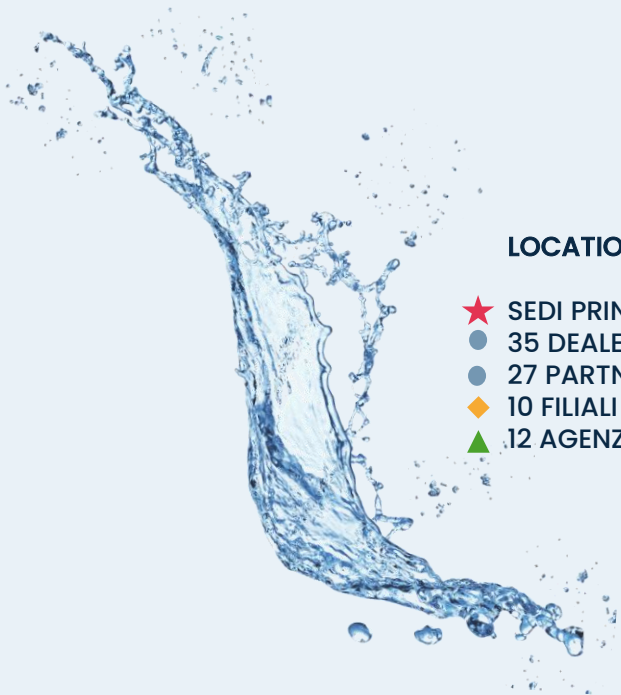 LOCATIO
SEDI PRIN
35 DEALE
27 PARTN
10 FILIALI
12 AGENZ